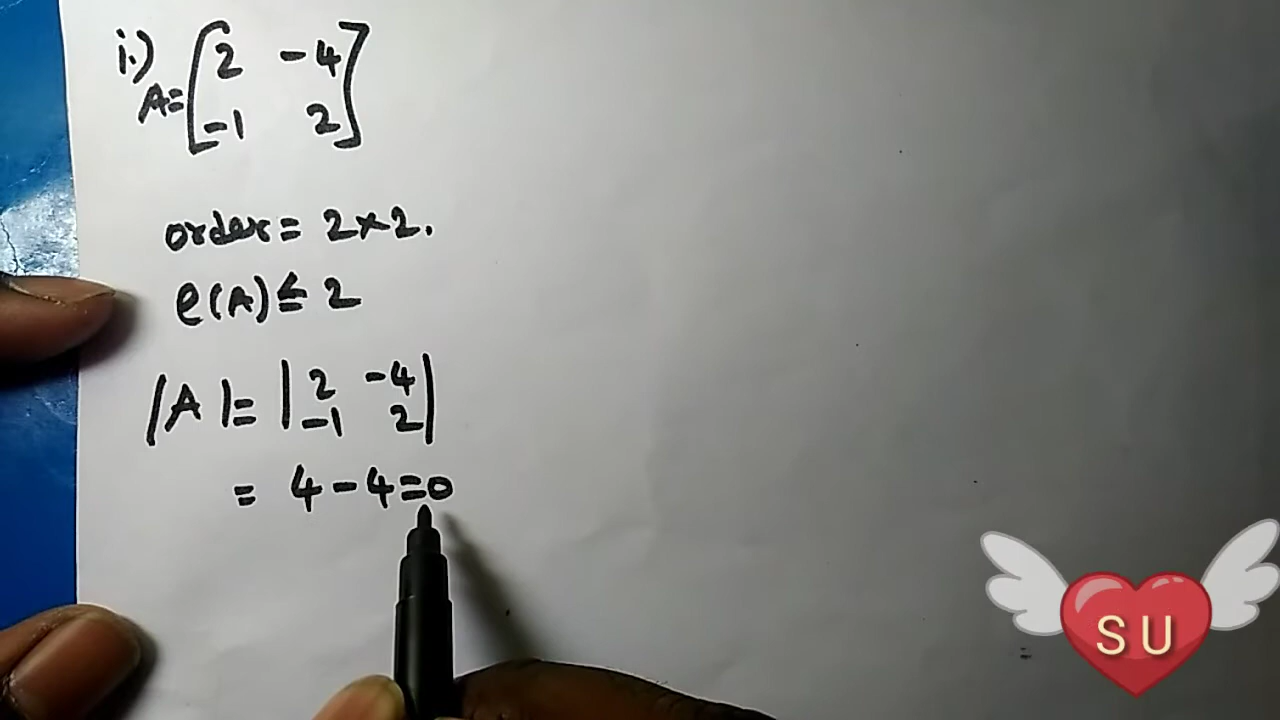 i.)
A = [ 2 -4
-1 2 ]
order = 2×2.
ρ(A) ≤ 2
|A| = | 2 -4
-1 2 |
= 4 - 4 = 0
SU